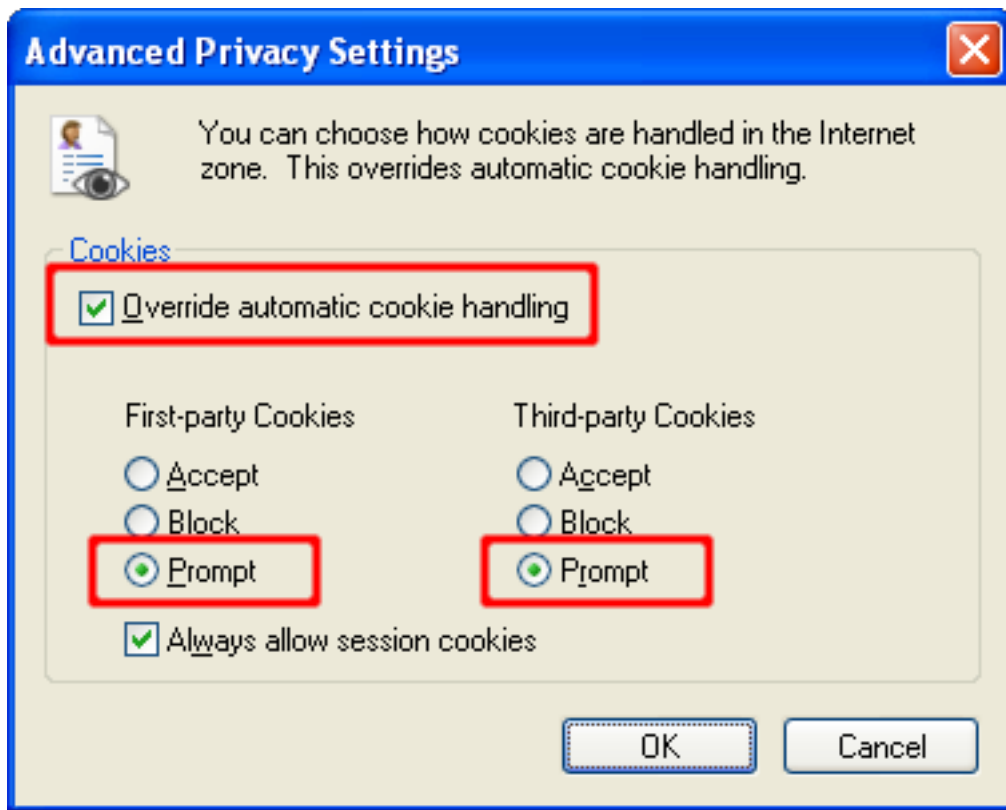 Advanced Privacy Settings
You can choose how cookies are handled in the Internet
zone. This overrides automatic cookie handling.
Cookies
Override automatic cookie handling
First-party Cookies
Third-party Cookies
Accept
Accept
Block
Block
Prompt
Prompt
Always allow session cookies
OK
Cancel